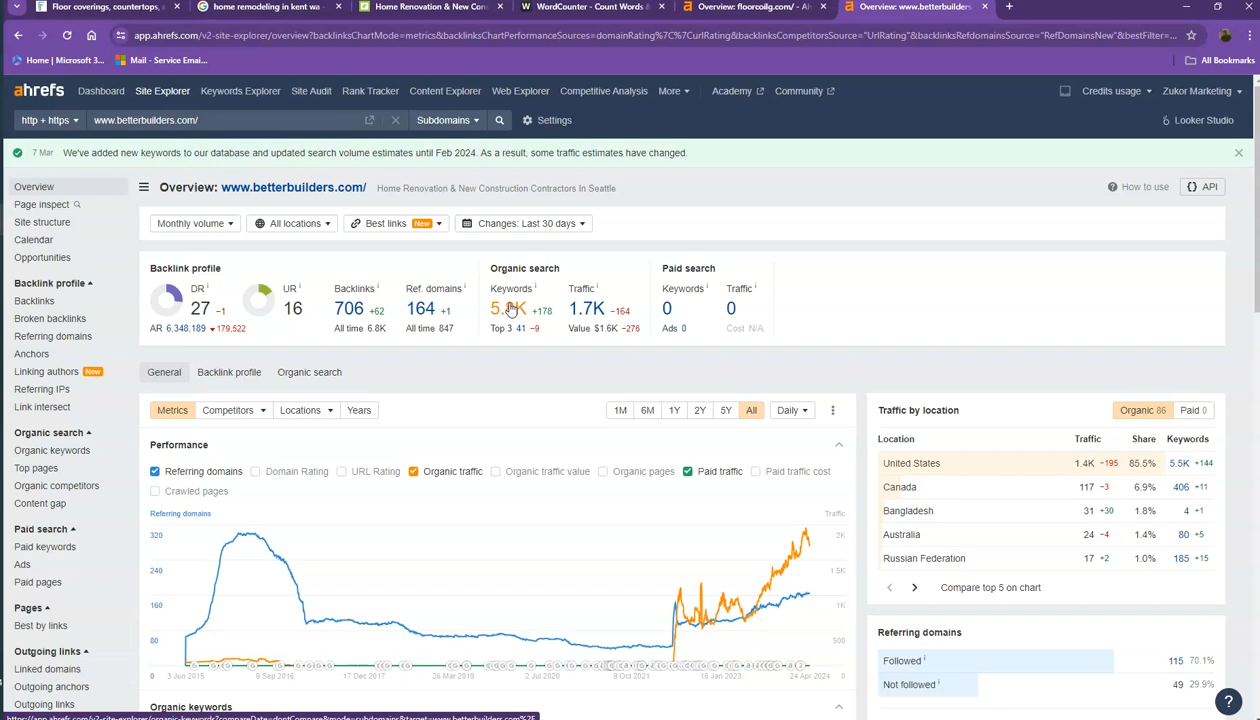 Floor coverings, countertops, a
home remodeling in kent wa -
Home Renovation & New Cons
WordCounter - Count Words &
Overview: floorcoilg.com/ - Ah
Overview: www.betterbuilders
app.ahrefs.com/v2-site-explorer/overview?backlinksChartMode=metrics&backlinksChartPerformanceSources=domainRating%7C%7CurlRating&backlinksCompetitorsSource="UrlRating"&backlinksRefdomainsSource="RefDomainsNew"&bestFilter=...
Home | Microsoft 3...
Mail - Service Emai...
All Bookmarks
ahrefs Dashboard Site Explorer Keywords Explorer Site Audit Rank Tracker Content Explorer Web Explorer Competitive Analysis More Academy Community Credits usage Zukor Marketing
http + https www.betterbuilders.com/ Subdomains Settings Looker Studio
7 Mar We've added new keywords to our database and updated search volume estimates until Feb 2024. As a result, some traffic estimates have changed.
Overview
Page inspect
Site structure
Calendar
Opportunities
Backlink profile
Backlinks
Broken backlinks
Referring domains
Anchors
Linking authors New
Referring IPs
Link intersect
Organic search
Organic keywords
Top pages
Organic competitors
Content gap
Paid search
Paid keywords
Ads
Paid pages
Pages
Best by links
Outgoing links
Linked domains
Outgoing anchors
Outgoing links
Overview: www.betterbuilders.com/ Home Renovation & New Construction Contractors In Seattle How to use {} API
Monthly volume All locations Best links New Changes: Last 30 days
Backlink profile Organic search Paid search
DR UR Backlinks Ref. domains Keywords Traffic Keywords Traffic
27 -1 16 706 +62 164 +1 +178 1.7K -164 0 0
AR 6,348,189 179,522 All time 6.8K All time 847 Top 3 41 -9 Value $1.6K -276 Ads 0 Cost N/A
General Backlink profile Organic search
Metrics Competitors Locations Years 1M 6M 1Y 2Y 5Y All Daily
Performance
Referring domains Domain Rating URL Rating Organic traffic Organic traffic value Organic pages Paid traffic Paid traffic cost
Crawled pages
Referring domains Traffic
320 2K
240 1.5K
160 1K
80 500
0 3 Jun 2015 9 Sep 2016 17 Dec 2017 26 Mar 2019 2 Jul 2020 9 Oct 2021 16 Jan 2023 24 Apr 2024 0
Organic keywords
Traffic by location Organic 86 Paid 0
Location Traffic Share Keywords
United States 1.4K -195 85.5% 5.5K +144
Canada 117 -3 6.9% 406 +11
Bangladesh 31 +30 1.8% 4 +1
Australia 24 -4 1.4% 80 +5
Russian Federation 17 +2 1.0% 185 +15
Compare top 5 on chart
Referring domains
Followed 115 70.1%
Not followed 49 29.9%
?